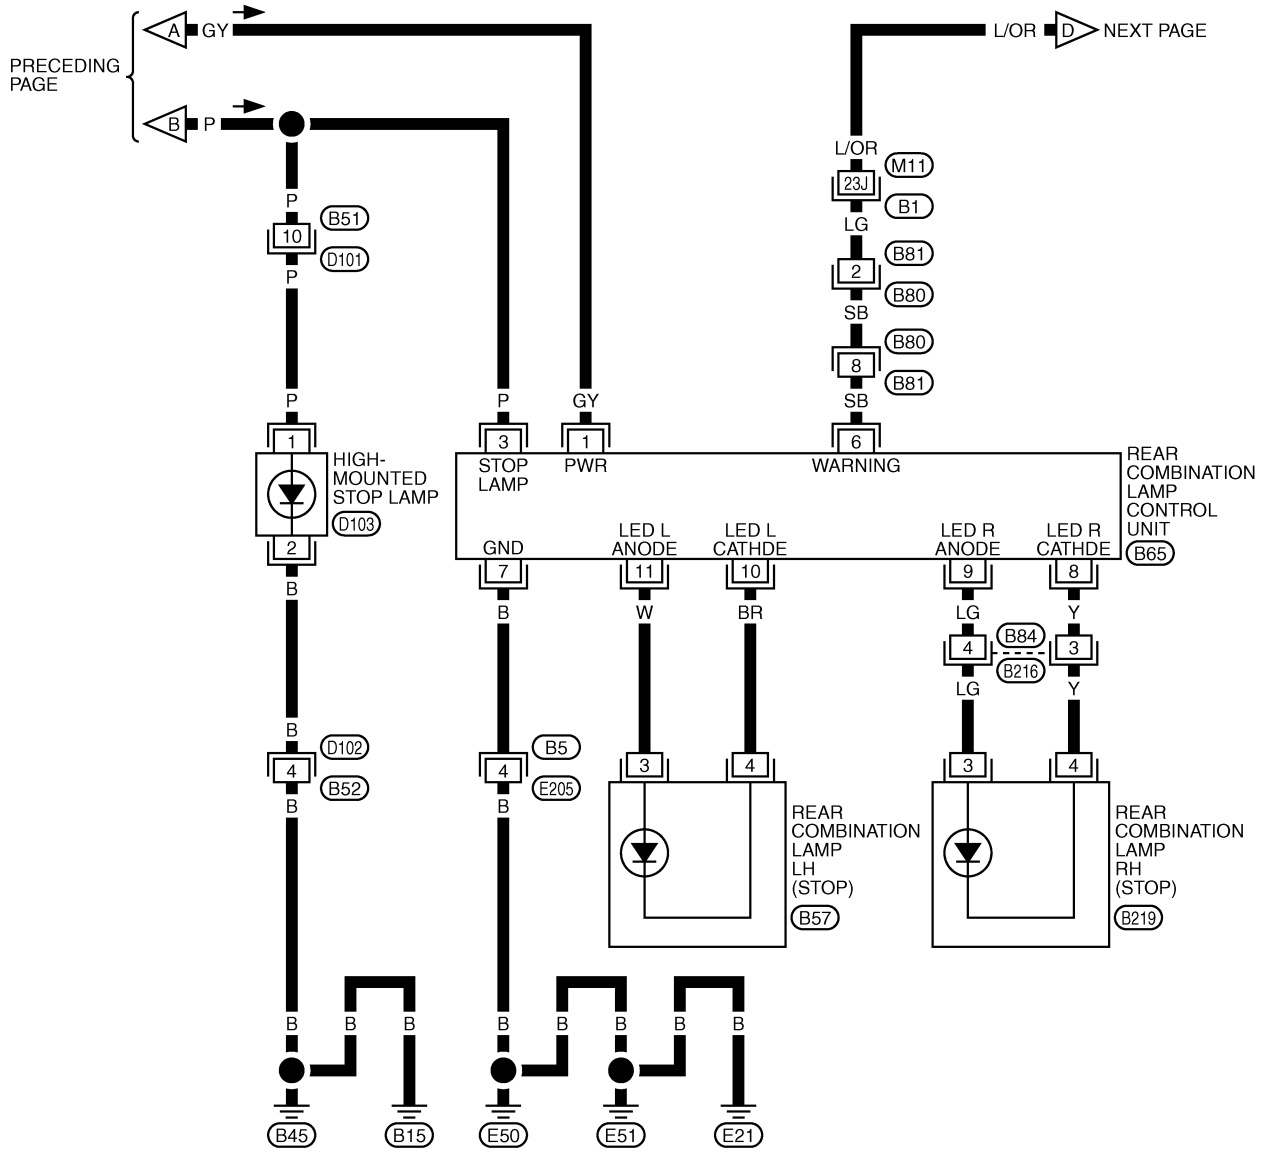 A GY
L/OR D NEXT PAGE
PRECEDING
PAGE
B P
L/OR
M11
23J
B1
LG
P
B51
10
D101
P
B81
2
B80
SB
B80
8
B81
SB
P
P
GY
1
3
1
6
HIGH-
MOUNTED
STOP LAMP
D103
STOP
LAMP
PWR
WARNING
REAR
COMBINATION
LAMP
CONTROL
UNIT
B65
GND
LED L
ANODE
LED L
CATHDE
LED R
ANODE
LED R
CATHDE
2
7
11
10
9
8
B
B
W
BR
LG
Y
B84
4
3
B216
LG
Y
B
D102
4
B52
B
B5
4
E205
B
3
4
3
4
REAR
COMBINATION
LAMP
LH
(STOP)
B57
REAR
COMBINATION
LAMP
RH
(STOP)
B219
B B B B B B B
B45 B15 E50 E51 E21